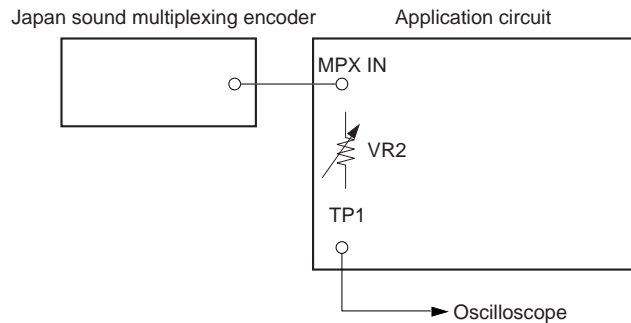 Japan sound multiplexing encoder
Application circuit
MPX IN
VR2
TP1
Oscilloscope